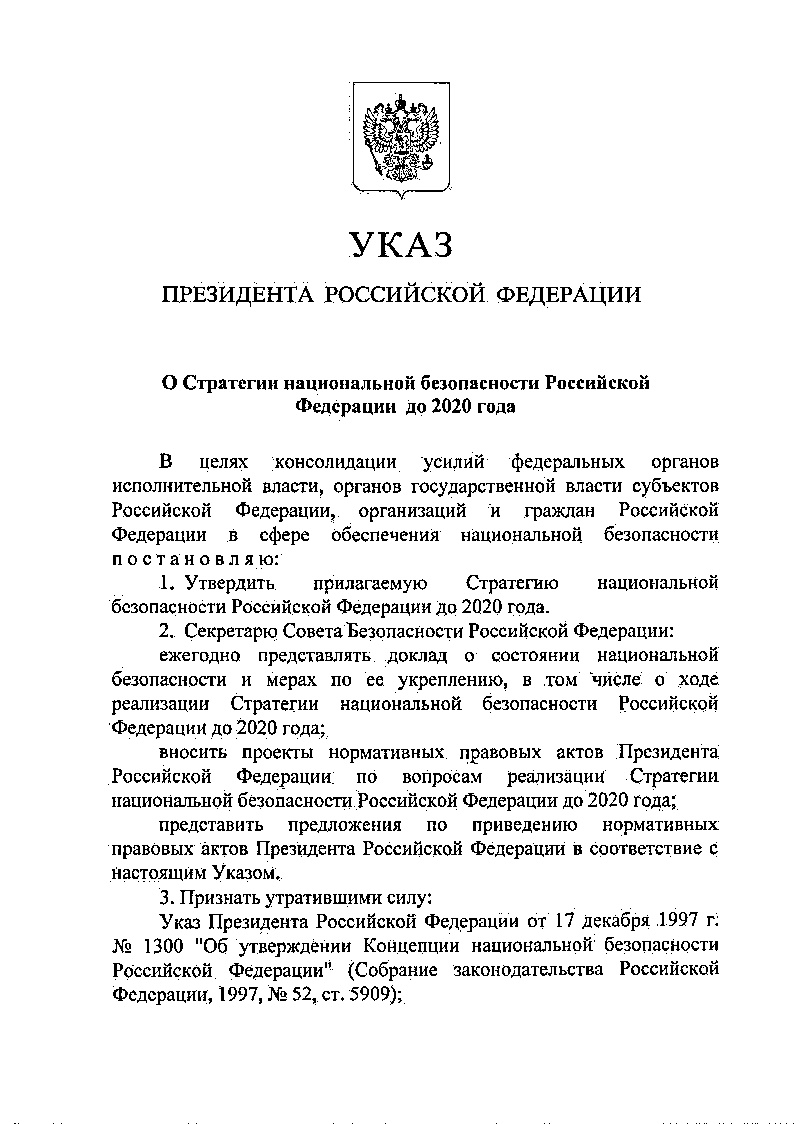 УКАЗ
ПРЕЗИДЕНТА РОССИЙСКОЙ ФЕДЕРАЦИИ
О Стратегии национальной безопасности Российской
Федерации до 2020 года
В целях консолидации усилий федеральных органов
исполнительной власти, органов государственной власти субъектов
Российской Федерации, организаций и граждан Российской
Федерации в сфере обеспечения национальной безопасности
п о с т а н о в л я ю:
1. Утвердить прилагаемую Стратегию национальной
безопасности Российской Федерации до 2020 года.
2. Секретарю Совета Безопасности Российской Федерации:
ежегодно представлять доклад о состоянии национальной
безопасности и мерах по ее укреплению, в том числе о ходе
реализации Стратегии национальной безопасности Российской
Федерации до 2020 года;
вносить проекты нормативных правовых актов Президента
Российской Федерации по вопросам реализации Стратегии
национальной безопасности Российской Федерации до 2020 года;
представить предложения по приведению нормативных
правовых актов Президента Российской Федерации в соответствие с
настоящим Указом.
3. Признать утратившими силу:
Указ Президента Российской Федерации от 17 декабря 1997 г.
№ 1300 "Об утверждении Концепции национальной безопасности
Российской Федерации" (Собрание законодательства Российской
Федерации, 1997, № 52, ст. 5909);